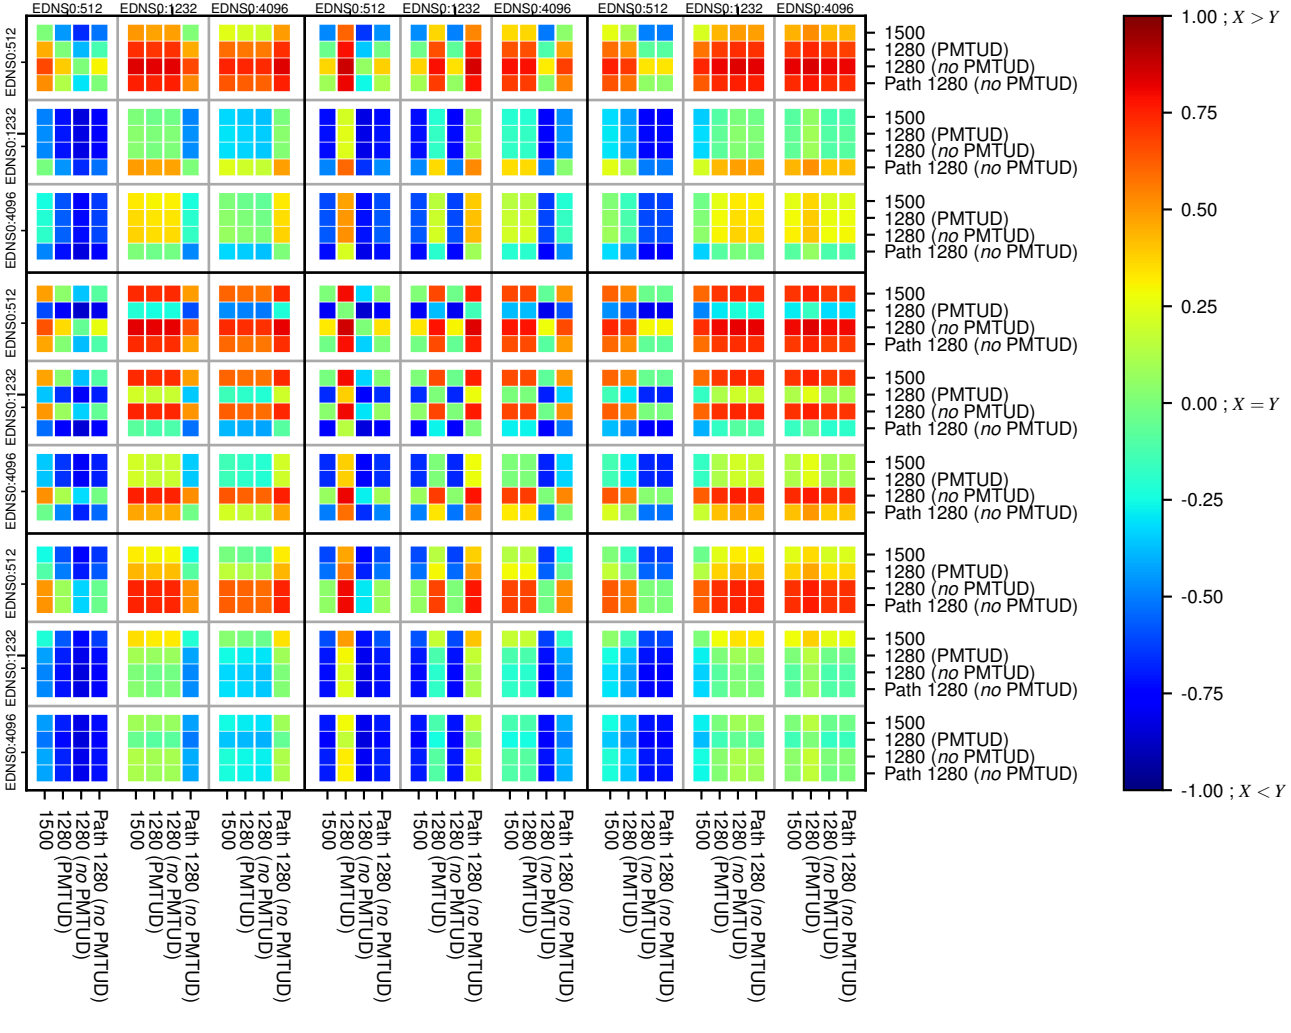 EDNS0:512 EDNS0:1232 EDNS0:4096 EDNS0:512 EDNS0:1232 EDNS0:4096 EDNS0:512 EDNS0:1232 EDNS0:4096
EDNS0:512
1500
1280 (PMTUD)
1280 (no PMTUD)
Path 1280 (no PMTUD)
EDNS0:1232
1500
1280 (PMTUD)
1280 (no PMTUD)
Path 1280 (no PMTUD)
EDNS0:4096
1500
1280 (PMTUD)
1280 (no PMTUD)
Path 1280 (no PMTUD)
EDNS0:512
1500
1280 (PMTUD)
1280 (no PMTUD)
Path 1280 (no PMTUD)
EDNS0:1232
1500
1280 (PMTUD)
1280 (no PMTUD)
Path 1280 (no PMTUD)
EDNS0:4096
1500
1280 (PMTUD)
1280 (no PMTUD)
Path 1280 (no PMTUD)
EDNS0:512
1500
1280 (PMTUD)
1280 (no PMTUD)
Path 1280 (no PMTUD)
EDNS0:1232
1500
1280 (PMTUD)
1280 (no PMTUD)
Path 1280 (no PMTUD)
EDNS0:4096
1500
1280 (PMTUD)
1280 (no PMTUD)
Path 1280 (no PMTUD)
1500
1280 (PMTUD)
1280 (no PMTUD)
Path 1280 (no PMTUD)
1500
1280 (PMTUD)
1280 (no PMTUD)
Path 1280 (no PMTUD)
1500
1280 (PMTUD)
1280 (no PMTUD)
Path 1280 (no PMTUD)
1500
1280 (PMTUD)
1280 (no PMTUD)
Path 1280 (no PMTUD)
1500
1280 (PMTUD)
1280 (no PMTUD)
Path 1280 (no PMTUD)
1500
1280 (PMTUD)
1280 (no PMTUD)
Path 1280 (no PMTUD)
1500
1280 (PMTUD)
1280 (no PMTUD)
Path 1280 (no PMTUD)
1500
1280 (PMTUD)
1280 (no PMTUD)
Path 1280 (no PMTUD)
1500
1280 (PMTUD)
1280 (no PMTUD)
Path 1280 (no PMTUD)
1.00 ; X > Y
0.75
0.50
0.25
0.00 ; X = Y
-0.25
-0.50
-0.75
-1.00 ; X < Y